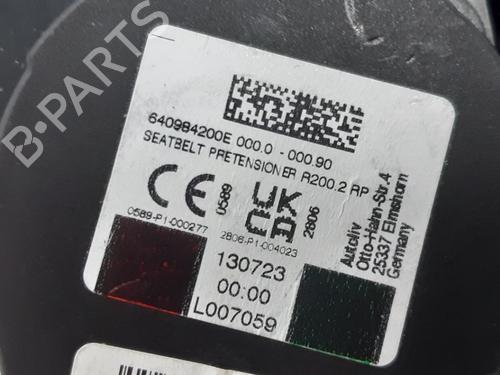 640984200E 000.0 - 000.90
SEATBELT PRETENSIONER R200.2 RP
CE 0589
UK CA 2806
0589-P1-000277
2806-P1-004023
130723
00:00
L007059
Autoliv
Otto-Hahn-Str.4
25337 Elmshorn
Germany